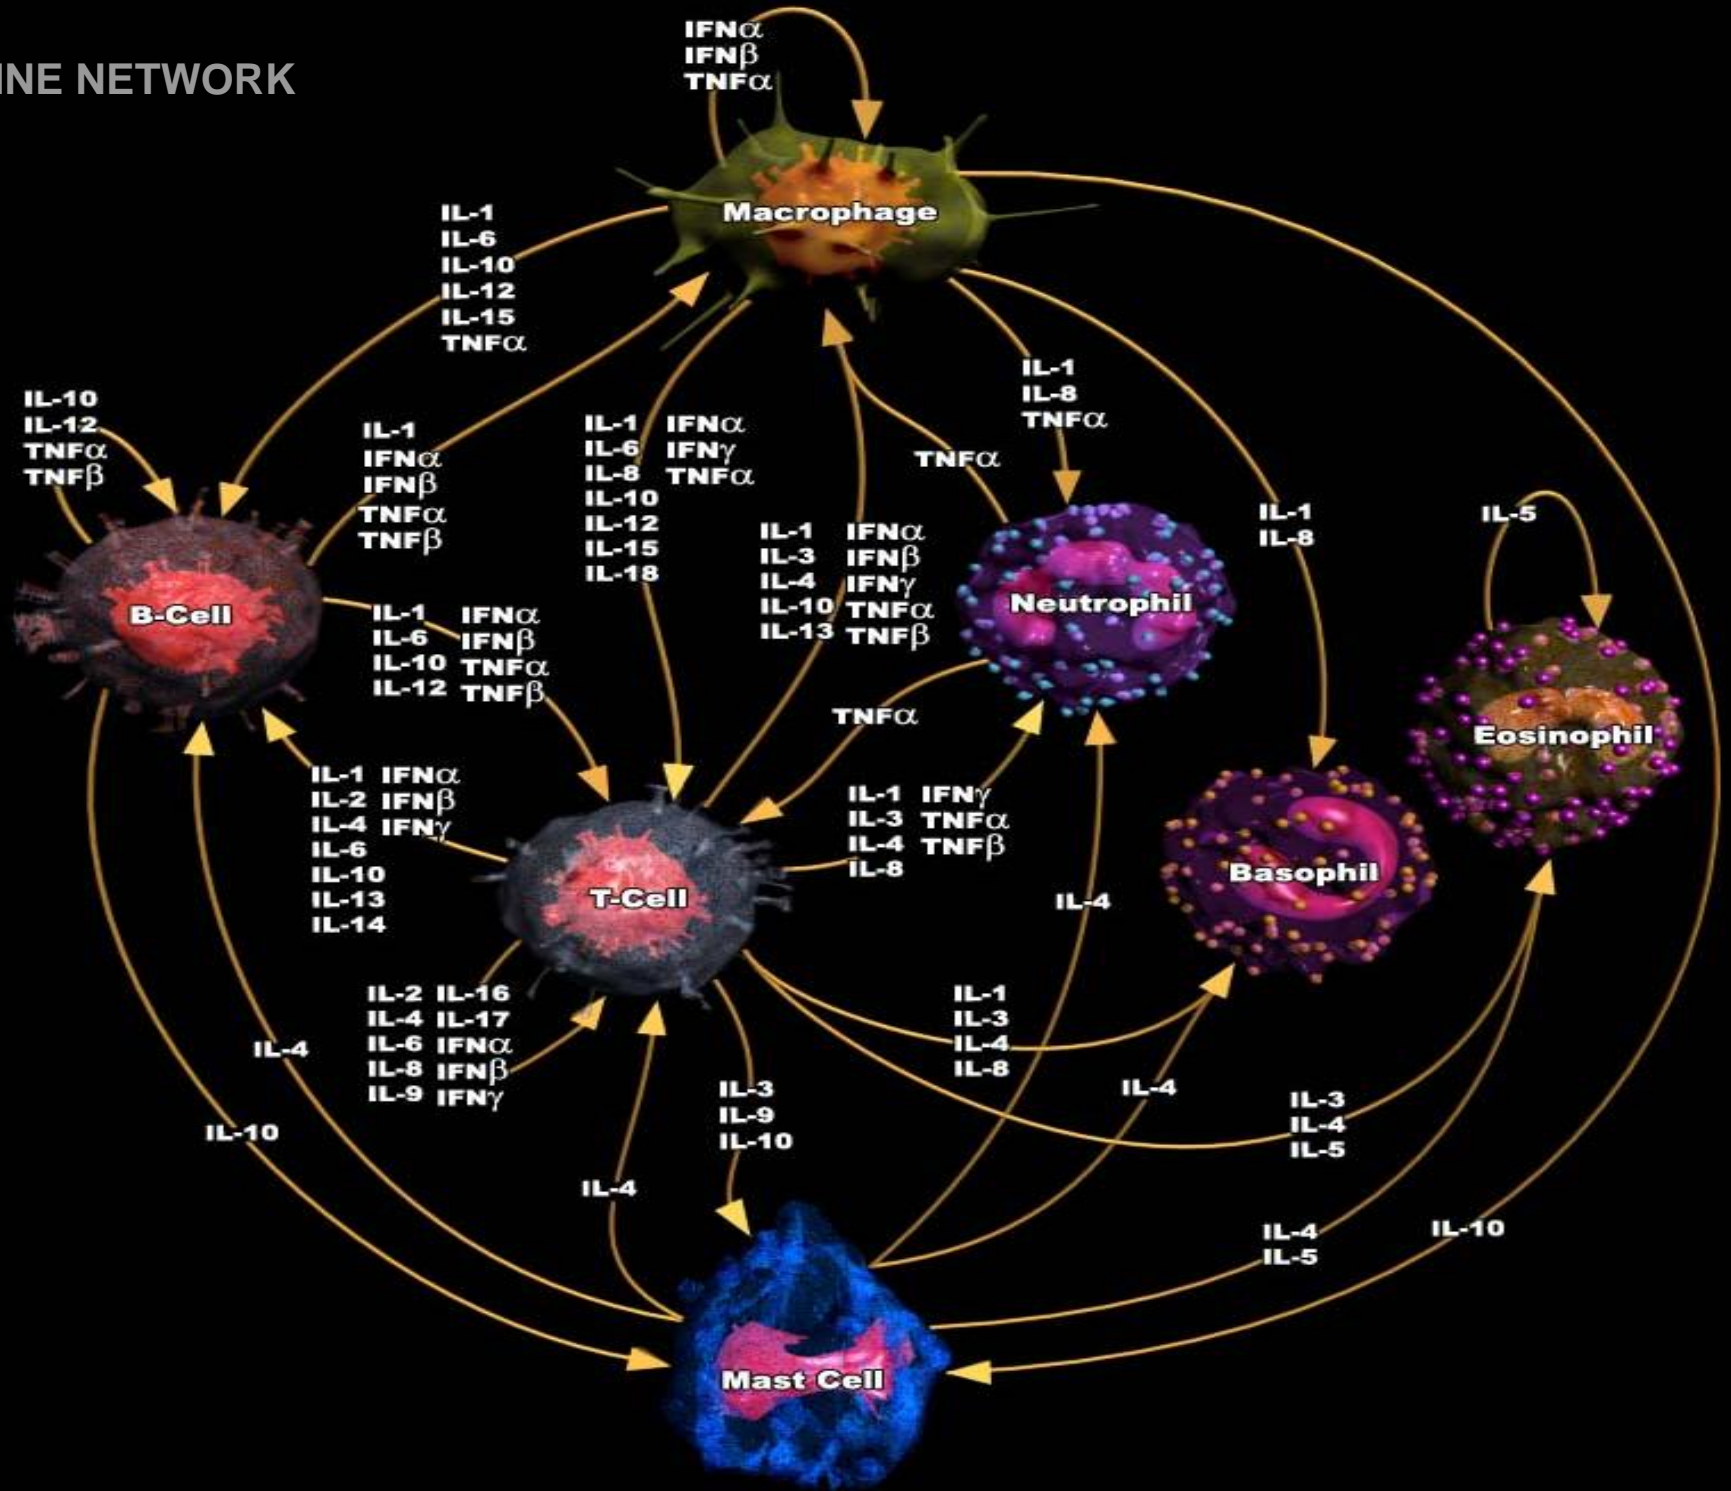 INE NETWORK
IFNα
IFNβ
TNFα
Macrophage
IL-1
IL-6
IL-10
IL-12
IL-15
TNFα
IL-10
IL-12
TNFα
TNFβ
IL-1
IFNα
IFNβ
TNFα
TNFβ
IL-1 IFNα
IL-6 IFNγ
IL-8 TNFα
IL-10
IL-12
IL-15
IL-18
IL-1
IL-8
TNFα
TNFα
IL-1 IFNα
IL-3 IFNβ
IL-4 IFNγ
IL-10 TNFα
IL-13 TNFβ
IL-1
IL-8
IL-5
B-Cell
Neutrophil
IL-1 IFNα
IL-6 IFNβ
IL-10 TNFα
IL-12 TNFβ
TNFα
Eosinophil
IL-1 IFNα
IL-2 IFNβ
IL-4 IFNγ
IL-6
IL-10
IL-13
IL-14
IL-1 IFNγ
IL-3 TNFα
IL-4 TNFβ
IL-8
T-Cell
Basophil
IL-4
IL-2 IL-16
IL-4 IL-17
IL-6 IFNα
IL-8 IFNβ
IL-9 IFNγ
IL-1
IL-3
IL-4
IL-8
IL-4
IL-10
IL-3
IL-9
IL-10
IL-4
IL-3
IL-4
IL-5
IL-4
IL-4
IL-5
IL-10
Mast Cell